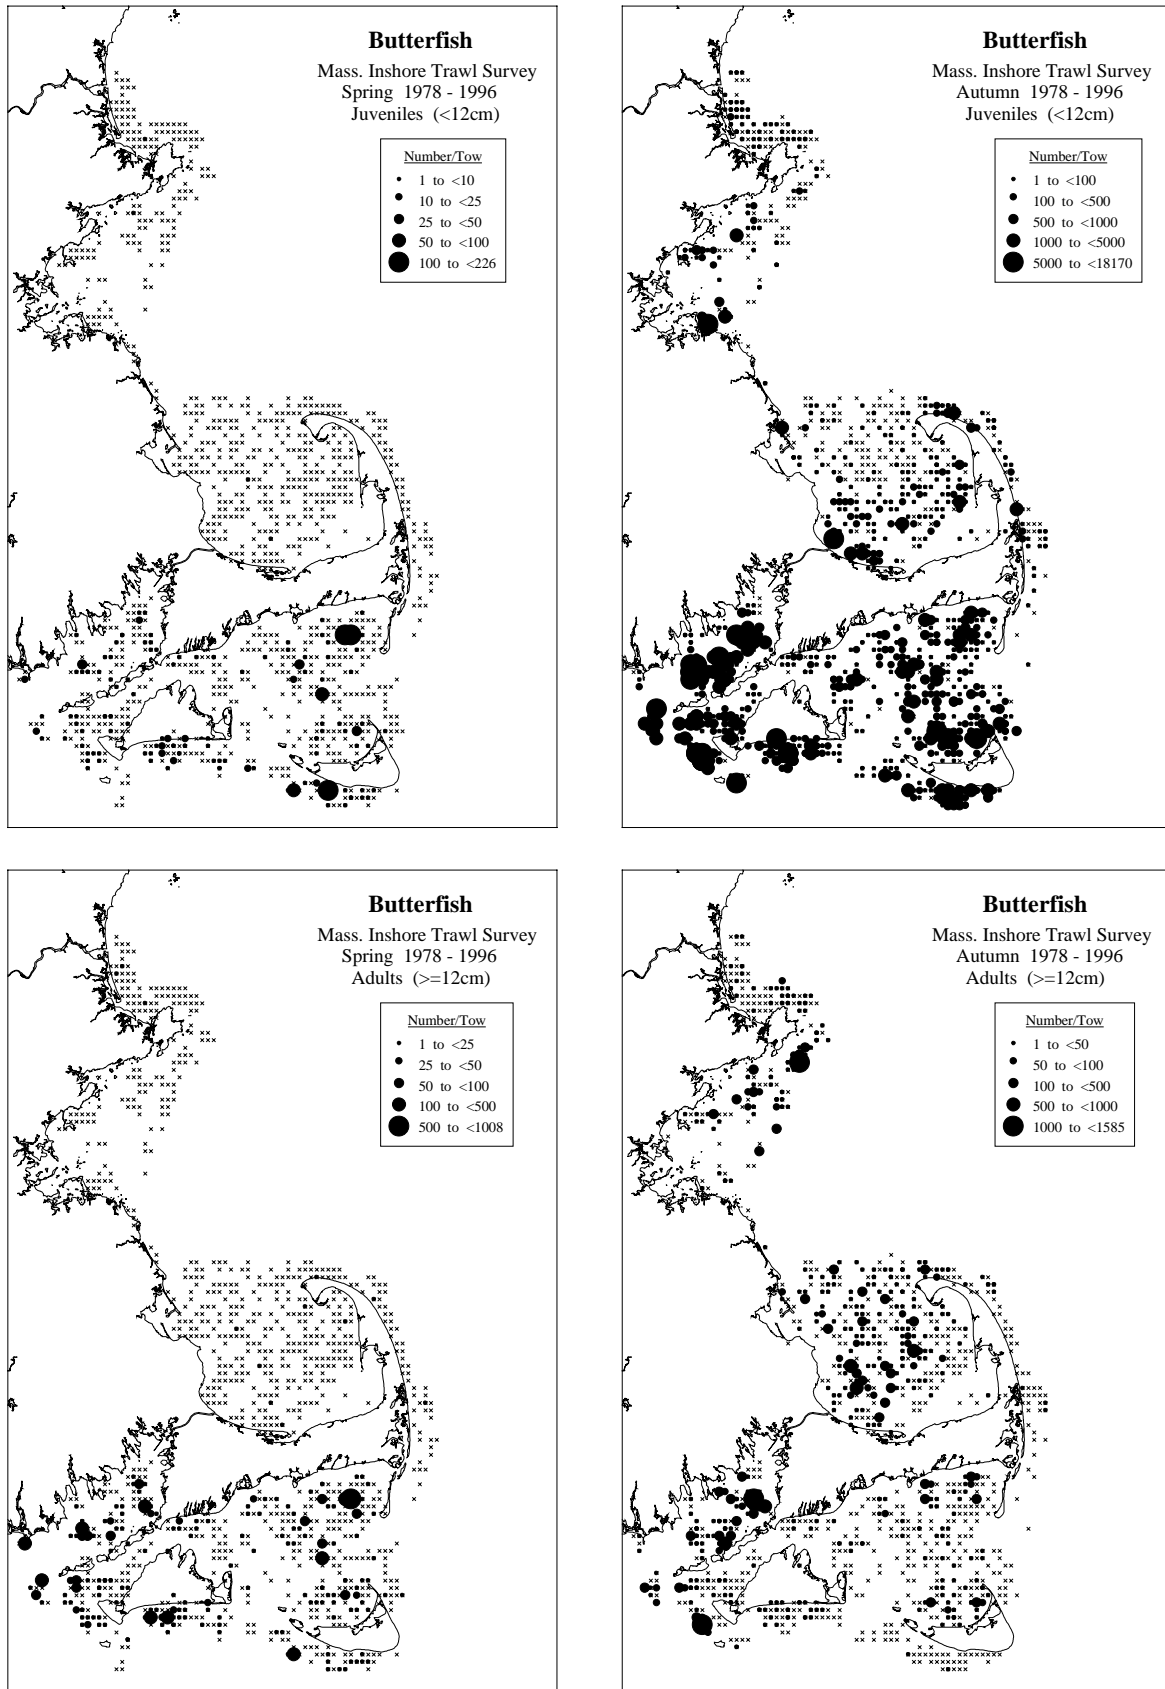 Butterfish
Mass. Inshore Trawl Survey
Spring 1978 - 1996
Juveniles (<12cm)
Number/Tow
1 to <10
10 to <25
25 to <50
50 to <100
100 to <226
Butterfish
Mass. Inshore Trawl Survey
Autumn 1978 - 1996
Juveniles (<12cm)
Number/Tow
1 to <100
100 to <500
500 to <1000
1000 to <5000
5000 to <18170
Butterfish
Mass. Inshore Trawl Survey
Spring 1978 - 1996
Adults (>=12cm)
Number/Tow
1 to <25
25 to <50
50 to <100
100 to <500
500 to <1008
Butterfish
Mass. Inshore Trawl Survey
Autumn 1978 - 1996
Adults (>=12cm)
Number/Tow
1 to <50
50 to <100
100 to <500
500 to <1000
1000 to <1585